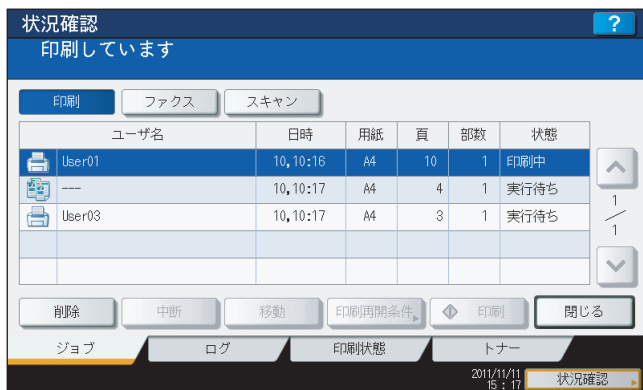 状況確認
?
印刷しています
印刷 ファクス スキャン
ユーザ名 日時 用紙 頁 部数 状態
User01 10,10:16 A4 10 1 印刷中
--- 10,10:17 A4 4 1 実行待ち
User03 10,10:17 A4 3 1 実行待ち
1
1
削除 中断 移動 印刷再開条件 印刷 閉じる
ジョブ ログ 印刷状態 トナー
2011/11/11
15:17 状況確認